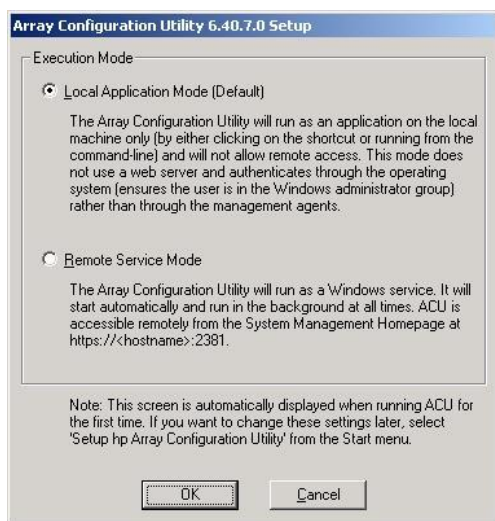 Array Configuration Utility 6.40.7.0 Setup
Execution Mode
Local Application Mode (Default)
The Array Configuration Utility will run as an application on the local
machine only (by either clicking on the shortcut or running from the
command-line) and will not allow remote access. This mode does
not use a web server and authenticates through the operating
system (ensures the user is in the Windows administrator group)
rather than through the management agents.
Remote Service Mode
The Array Configuration Utility will run as a Windows service. It will
start automatically and run in the background at all times. ACU is
accessible remotely from the System Management Homepage at
https://<hostname>:2381.
Note: This screen is automatically displayed when running ACU for
the first time. If you want to change these settings later, select
'Setup hp Array Configuration Utility' from the Start menu.
OK
Cancel